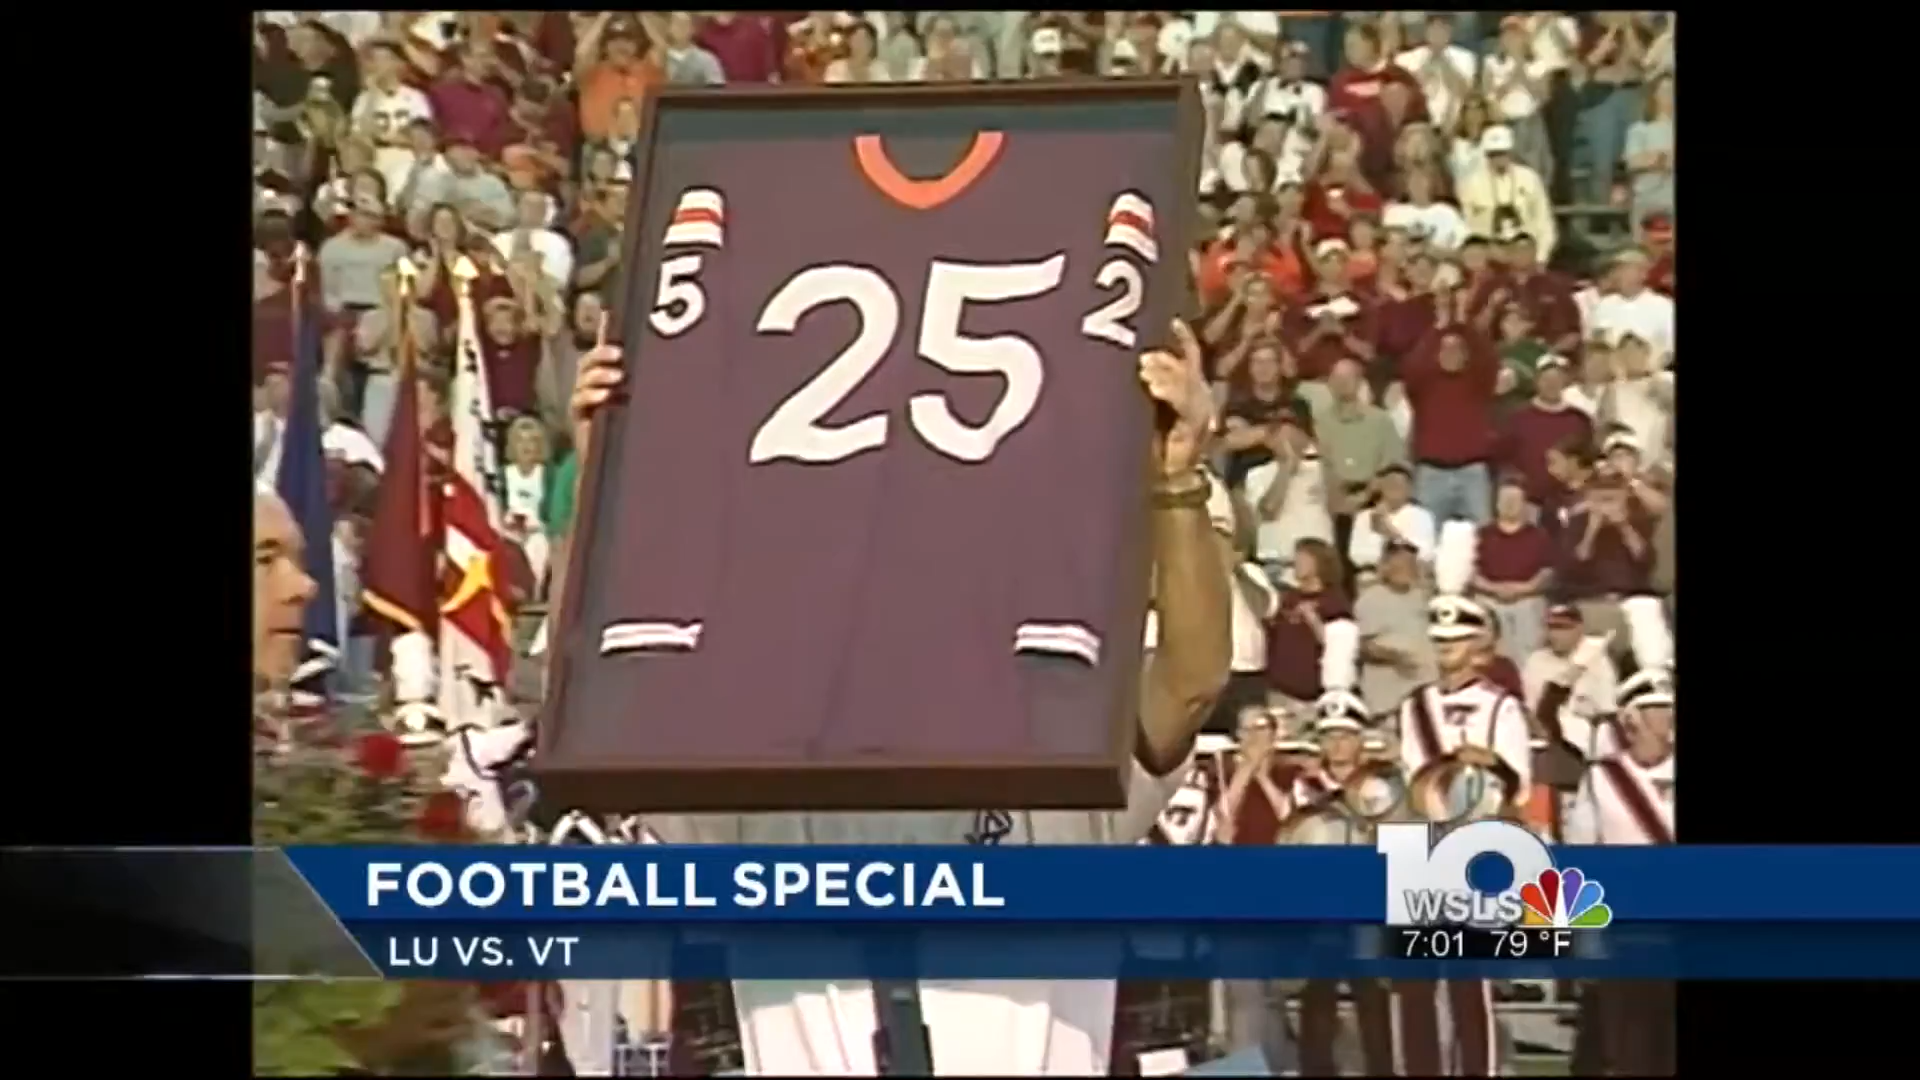 5 25 2
FOOTBALL SPECIAL
LU VS. VT
10
WSLS
7:01 79 °F